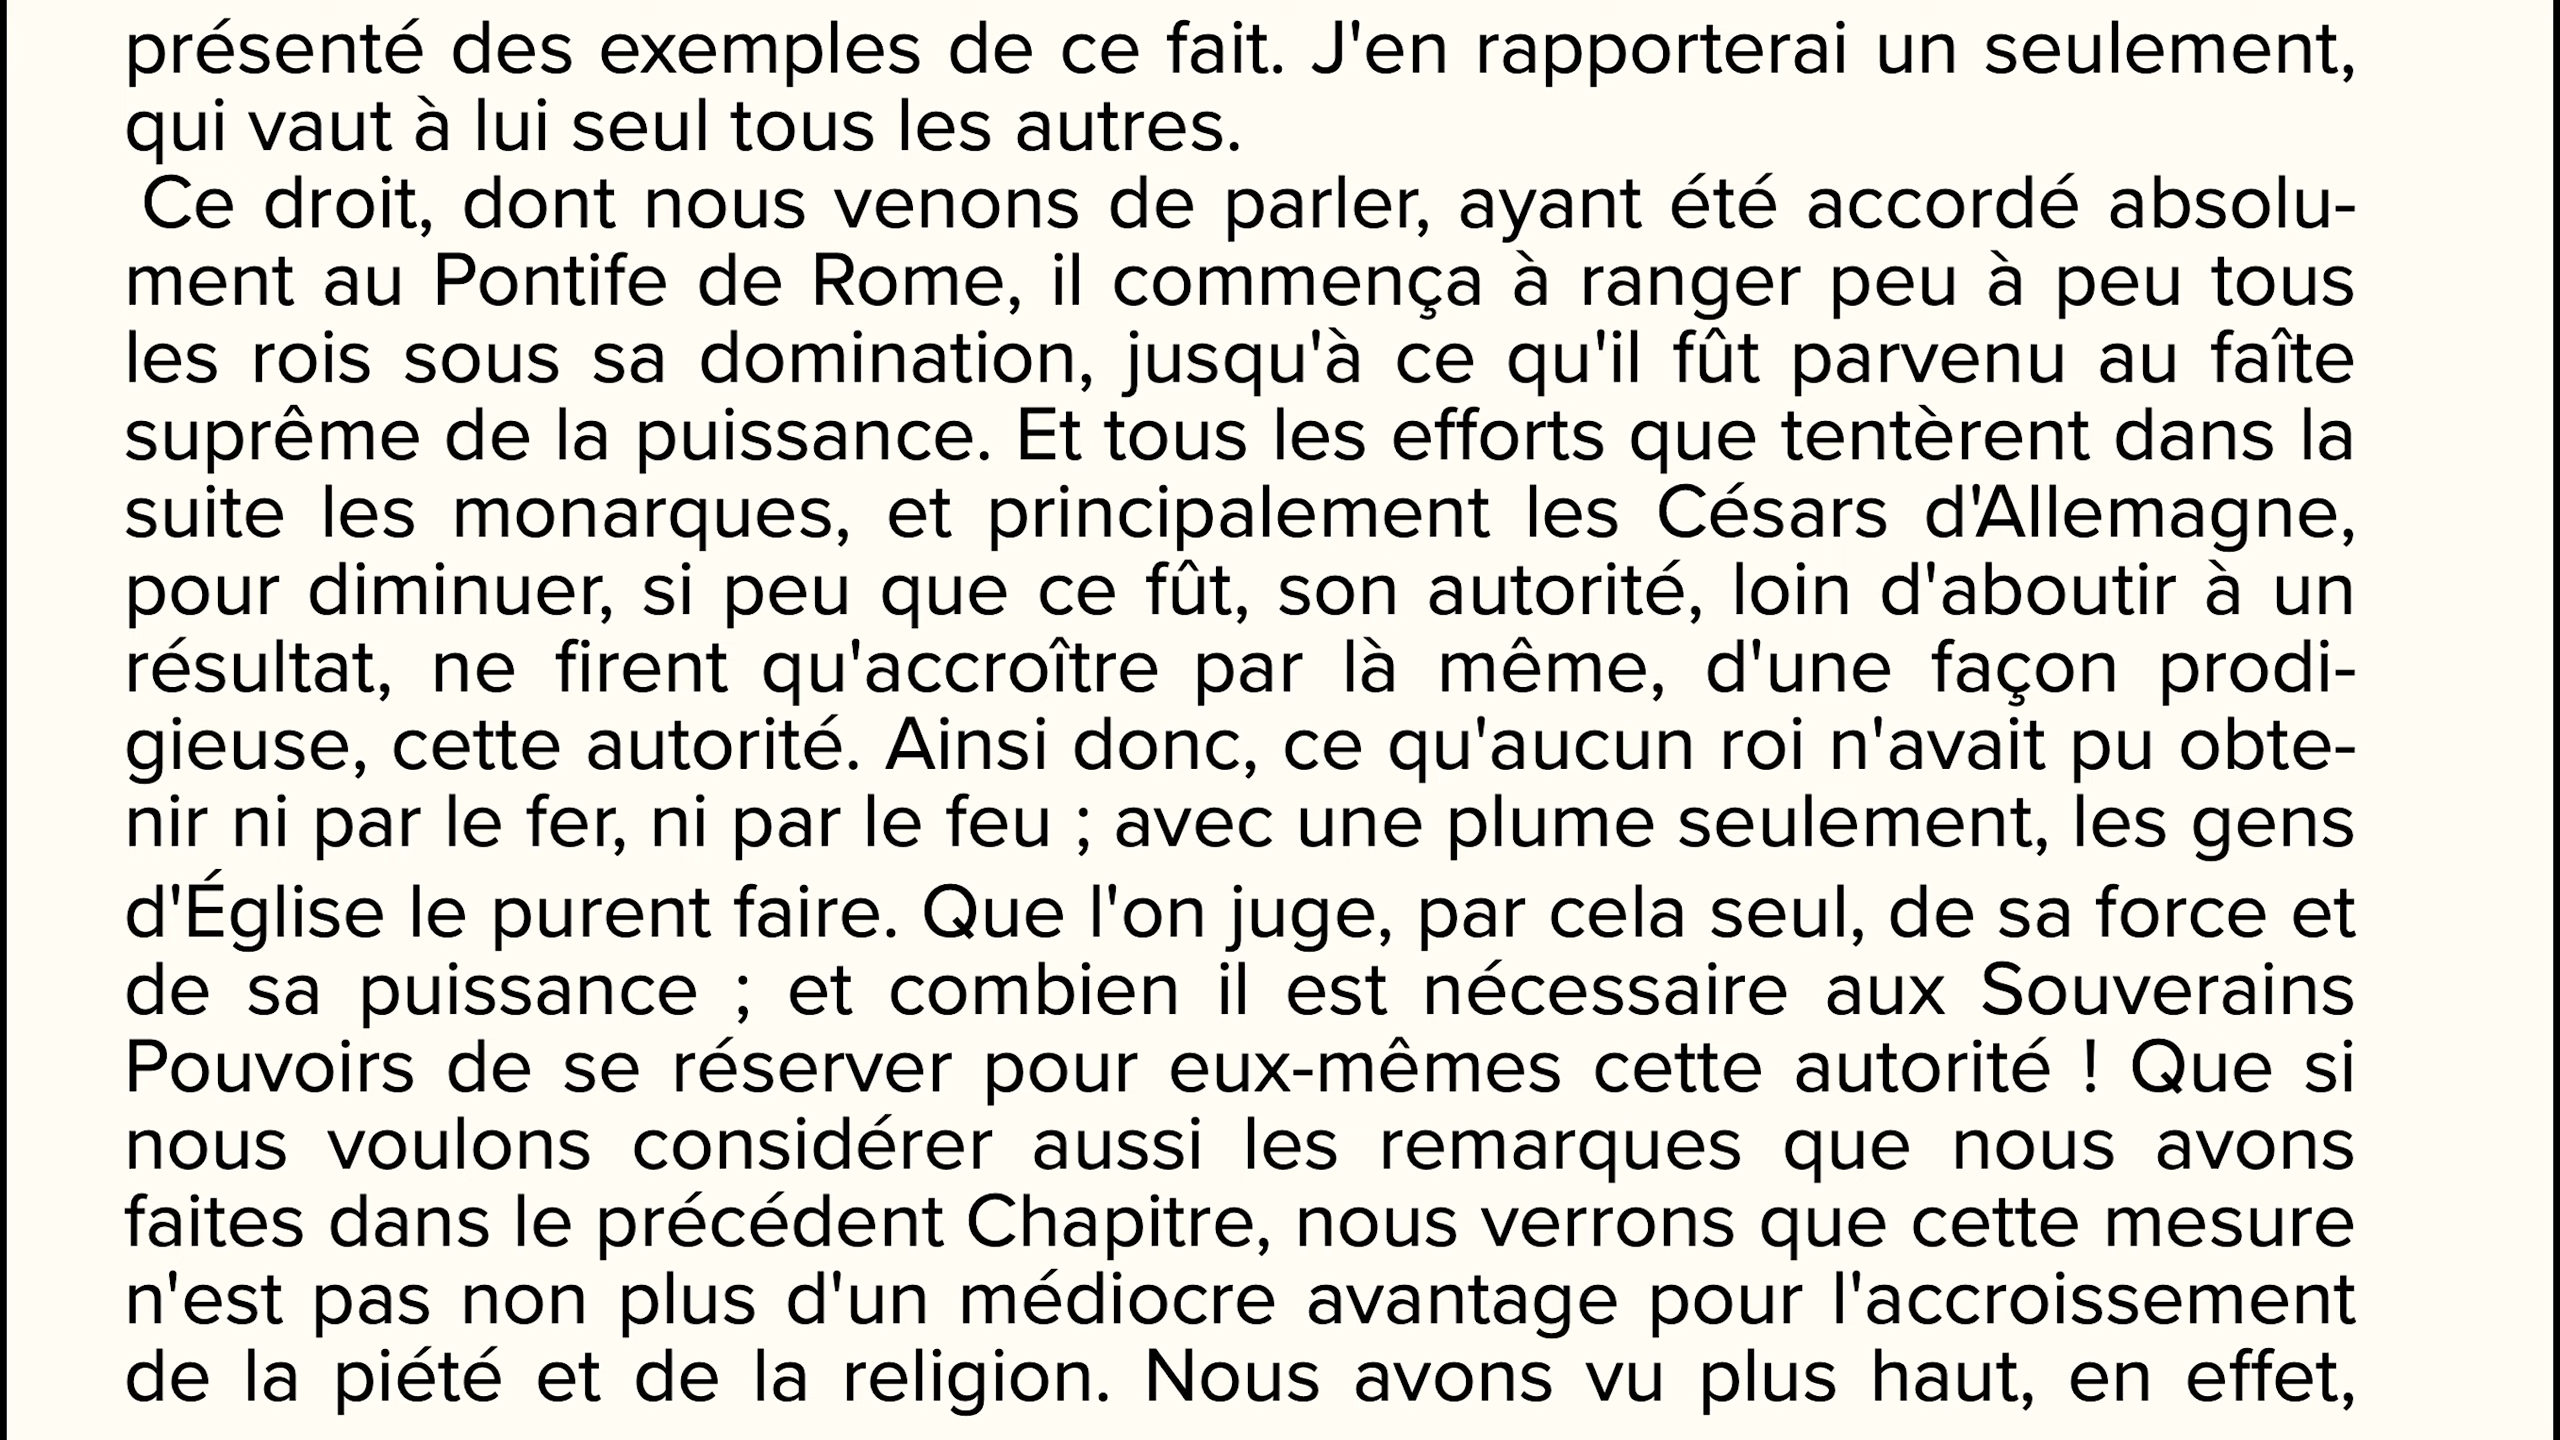 présenté des exemples de ce fait. J'en rapporterai un seulement,
qui vaut à lui seul tous les autres.
Ce droit, dont nous venons de parler, ayant été accordé absolu-
ment au Pontife de Rome, il commença à ranger peu à peu tous
les rois sous sa domination, jusqu'à ce qu'il fût parvenu au faîte
suprême de la puissance. Et tous les efforts que tentèrent dans la
suite les monarques, et principalement les Césars d'Allemagne,
pour diminuer, si peu que ce fût, son autorité, loin d'aboutir à un
résultat, ne firent qu'accroître par là même, d'une façon prodi-
gieuse, cette autorité. Ainsi donc, ce qu'aucun roi n'avait pu obte-
nir ni par le fer, ni par le feu ; avec une plume seulement, les gens
d'Église le purent faire. Que l'on juge, par cela seul, de sa force et
de sa puissance ; et combien il est nécessaire aux Souverains
Pouvoirs de se réserver pour eux-mêmes cette autorité ! Que si
nous voulons considérer aussi les remarques que nous avons
faites dans le précédent Chapitre, nous verrons que cette mesure
n'est pas non plus d'un médiocre avantage pour l'accroissement
de la piété et de la religion. Nous avons vu plus haut, en effet,